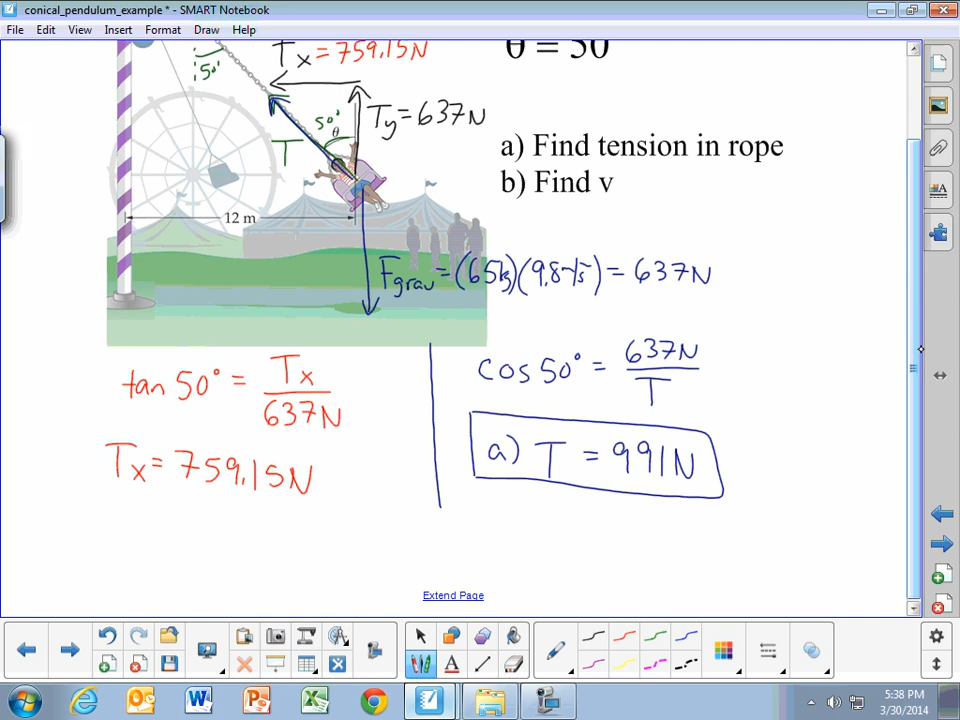 conical_pendulum_example * - SMART Notebook
File Edit View Insert Format Draw Help
Tx = 759.15N
θ = 50
50°
50°
θ
Ty = 637N
T
a) Find tension in rope
b) Find v
12 m
Fgrav = (65kg)(9.8m/s²) = 637N
tan 50° = Tx / 637N
cos 50° = 637N / T
Tx = 759.15N
a) T = 991N
Extend Page
A
5:38 PM
3/30/2014